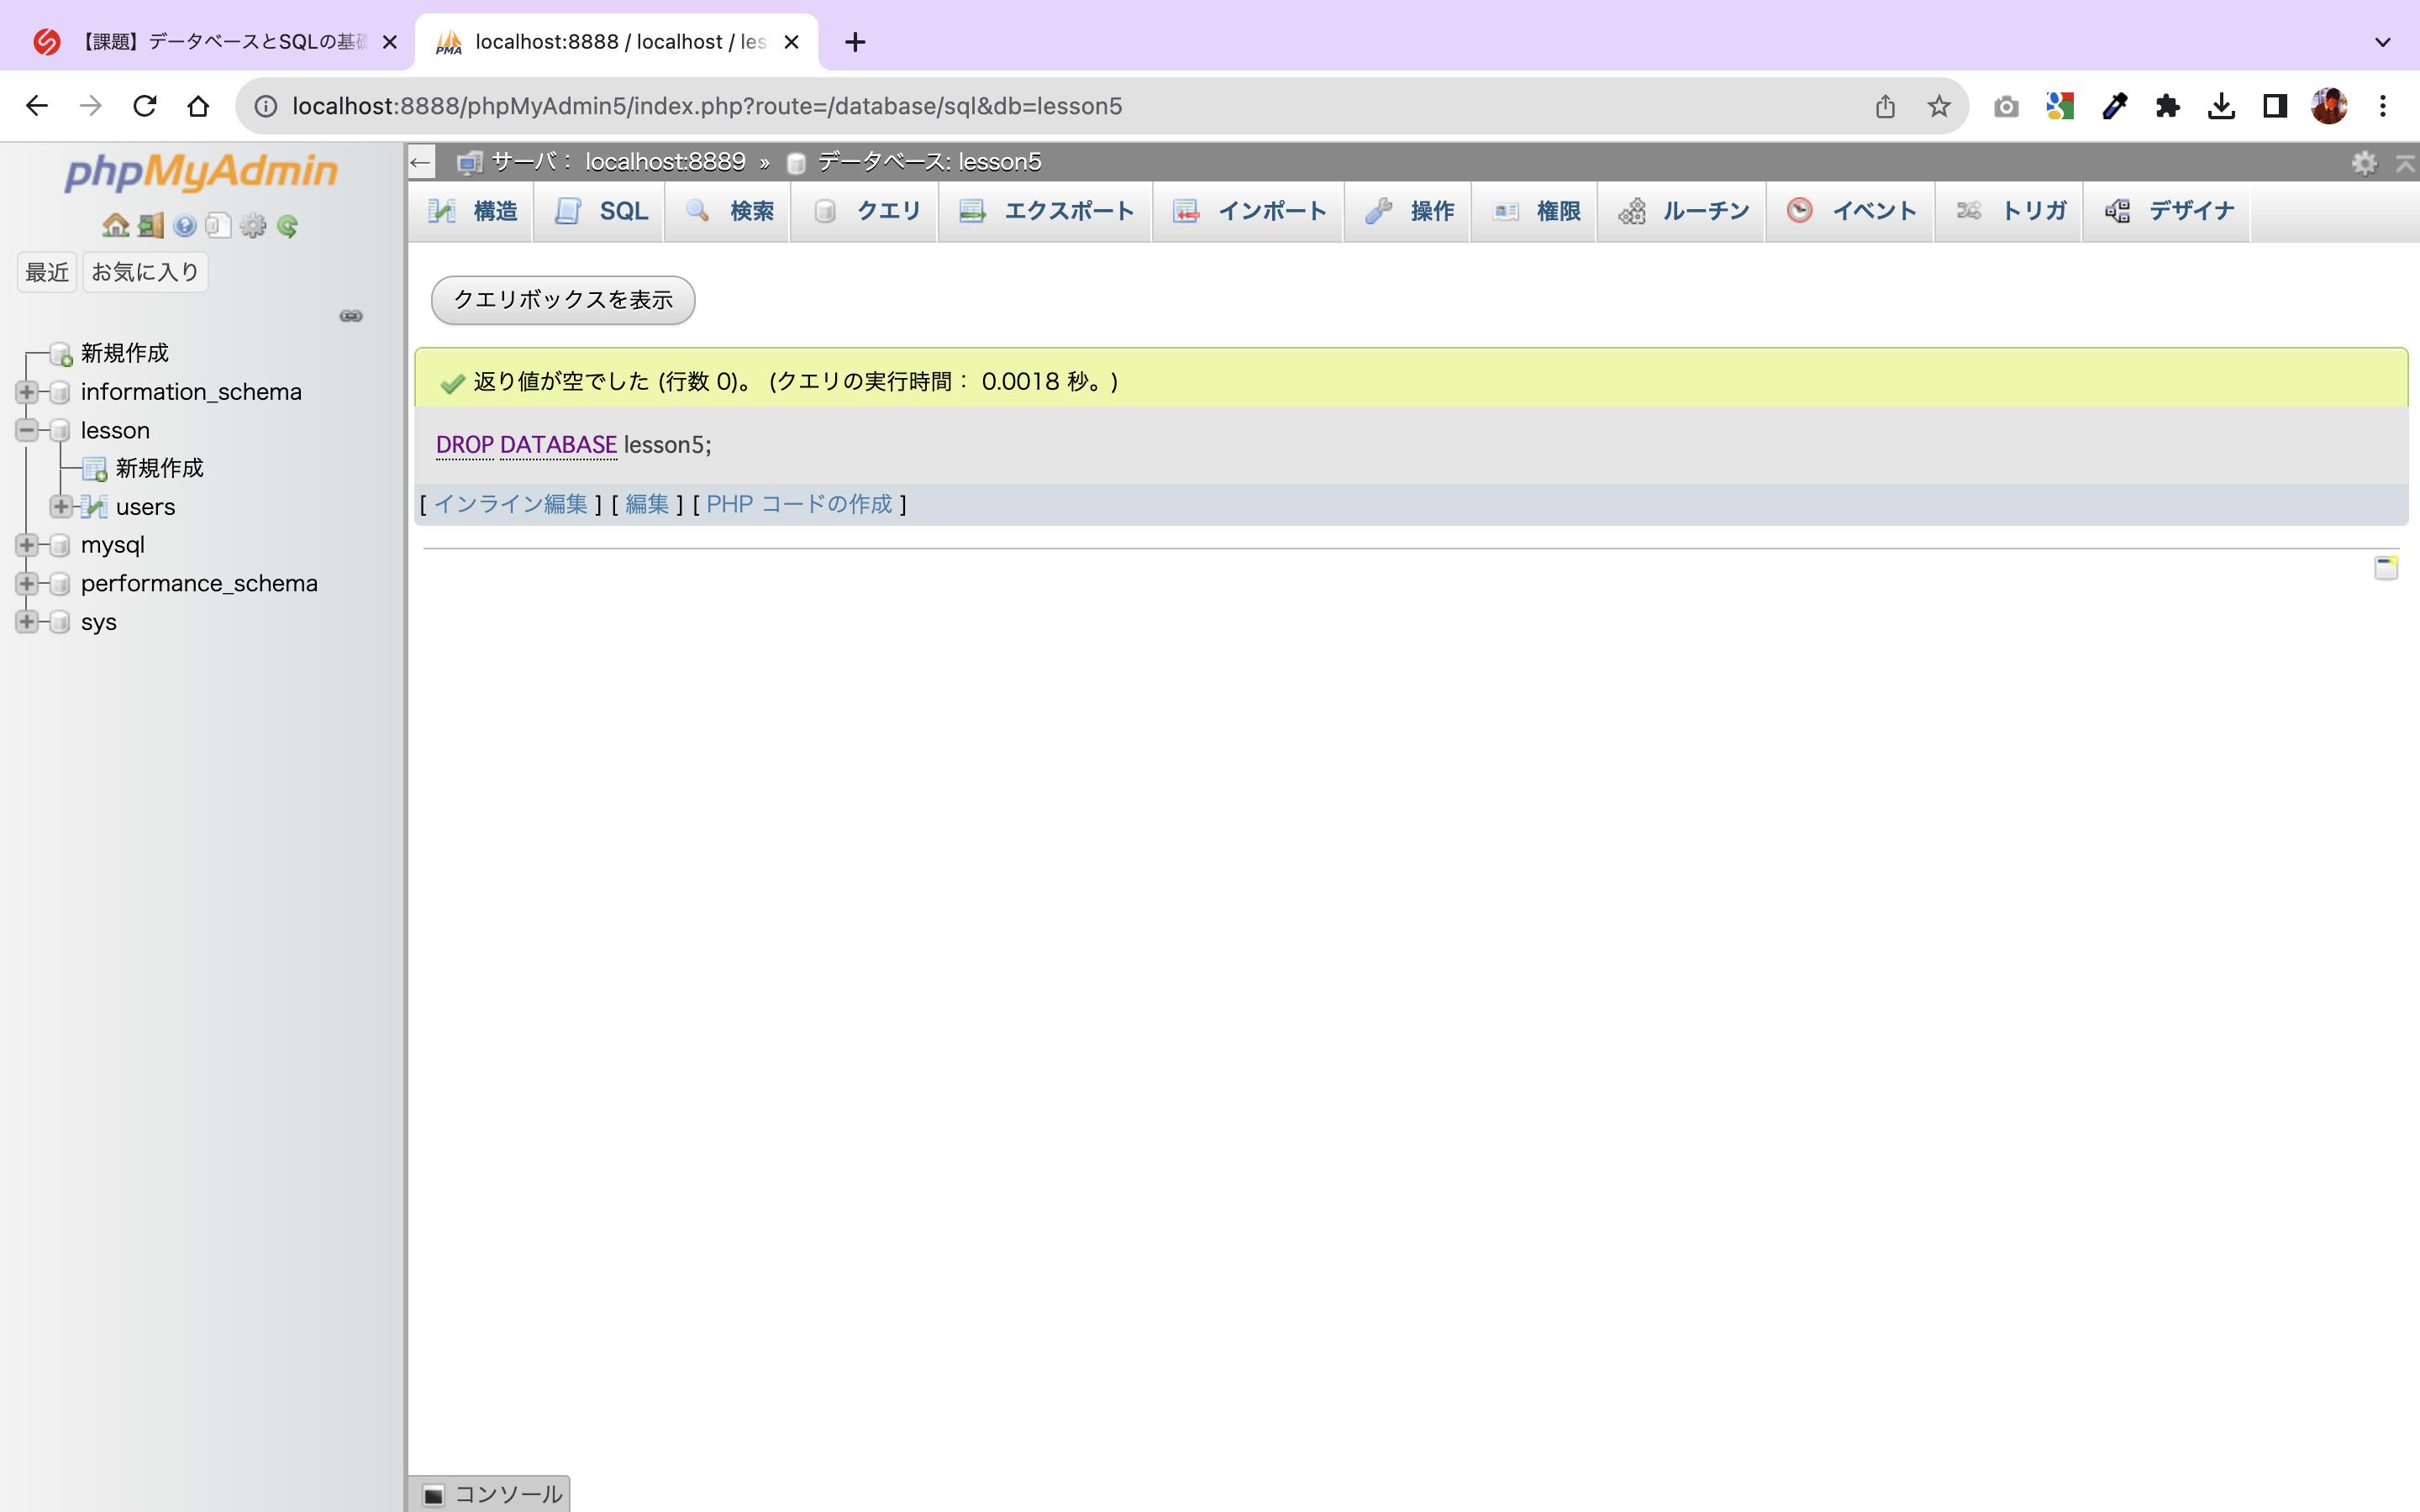 【課題】データベースとSQLの基礎
localhost:8888 / localhost / les
localhost:8888/phpMyAdmin5/index.php?route=/database/sql&db=lesson5
phpMyAdmin
最近 お気に入り
新規作成
information_schema
lesson
新規作成
users
mysql
performance_schema
sys
サーバ： localhost:8889 » データベース: lesson5
構造 SQL 検索 クエリ エクスポート インポート 操作 権限 ルーチン イベント トリガ デザイナ
クエリボックスを表示
返り値が空でした (行数 0)。 (クエリの実行時間： 0.0018 秒。)
DROP DATABASE lesson5;
[ インライン編集 ] [ 編集 ] [ PHP コードの作成 ]
コンソール